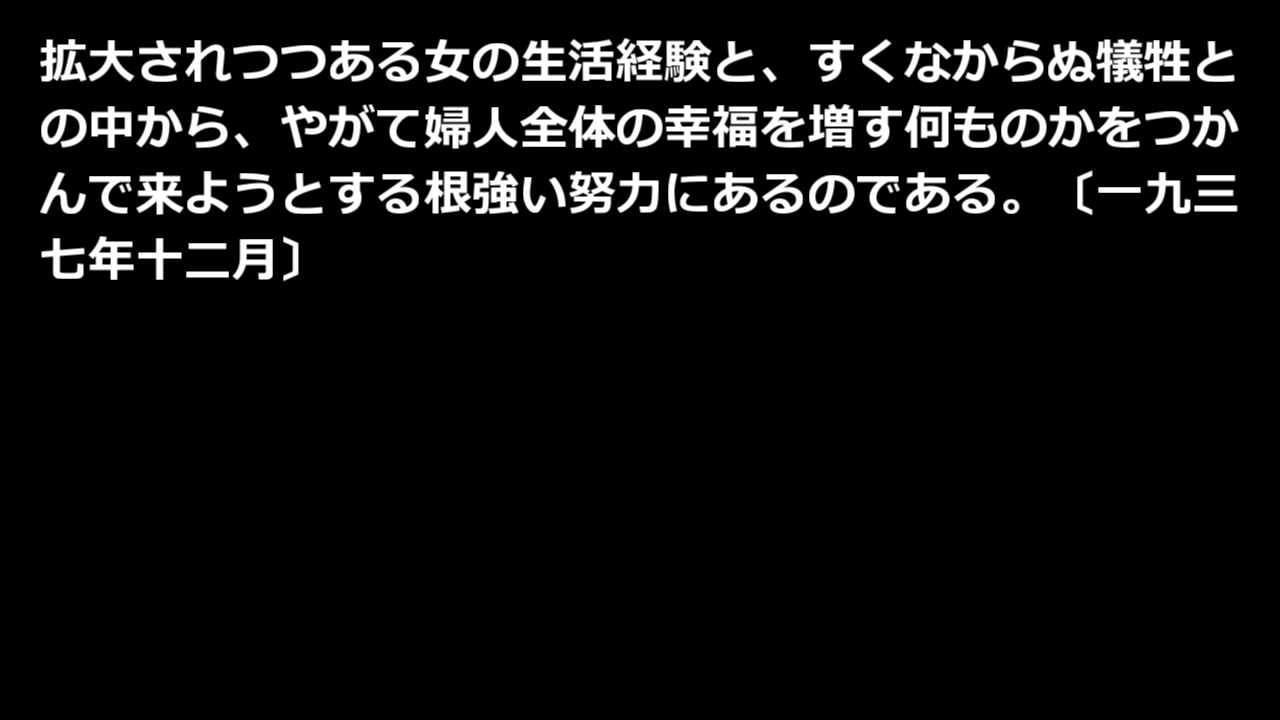 拡大されつつある女の生活経験と、すくなからぬ犠牲と
の中から、やがて婦人全体の幸福を増す何ものかをつか
んで来ようとする根強い努力にあるのである。〔一九三
七年十二月〕